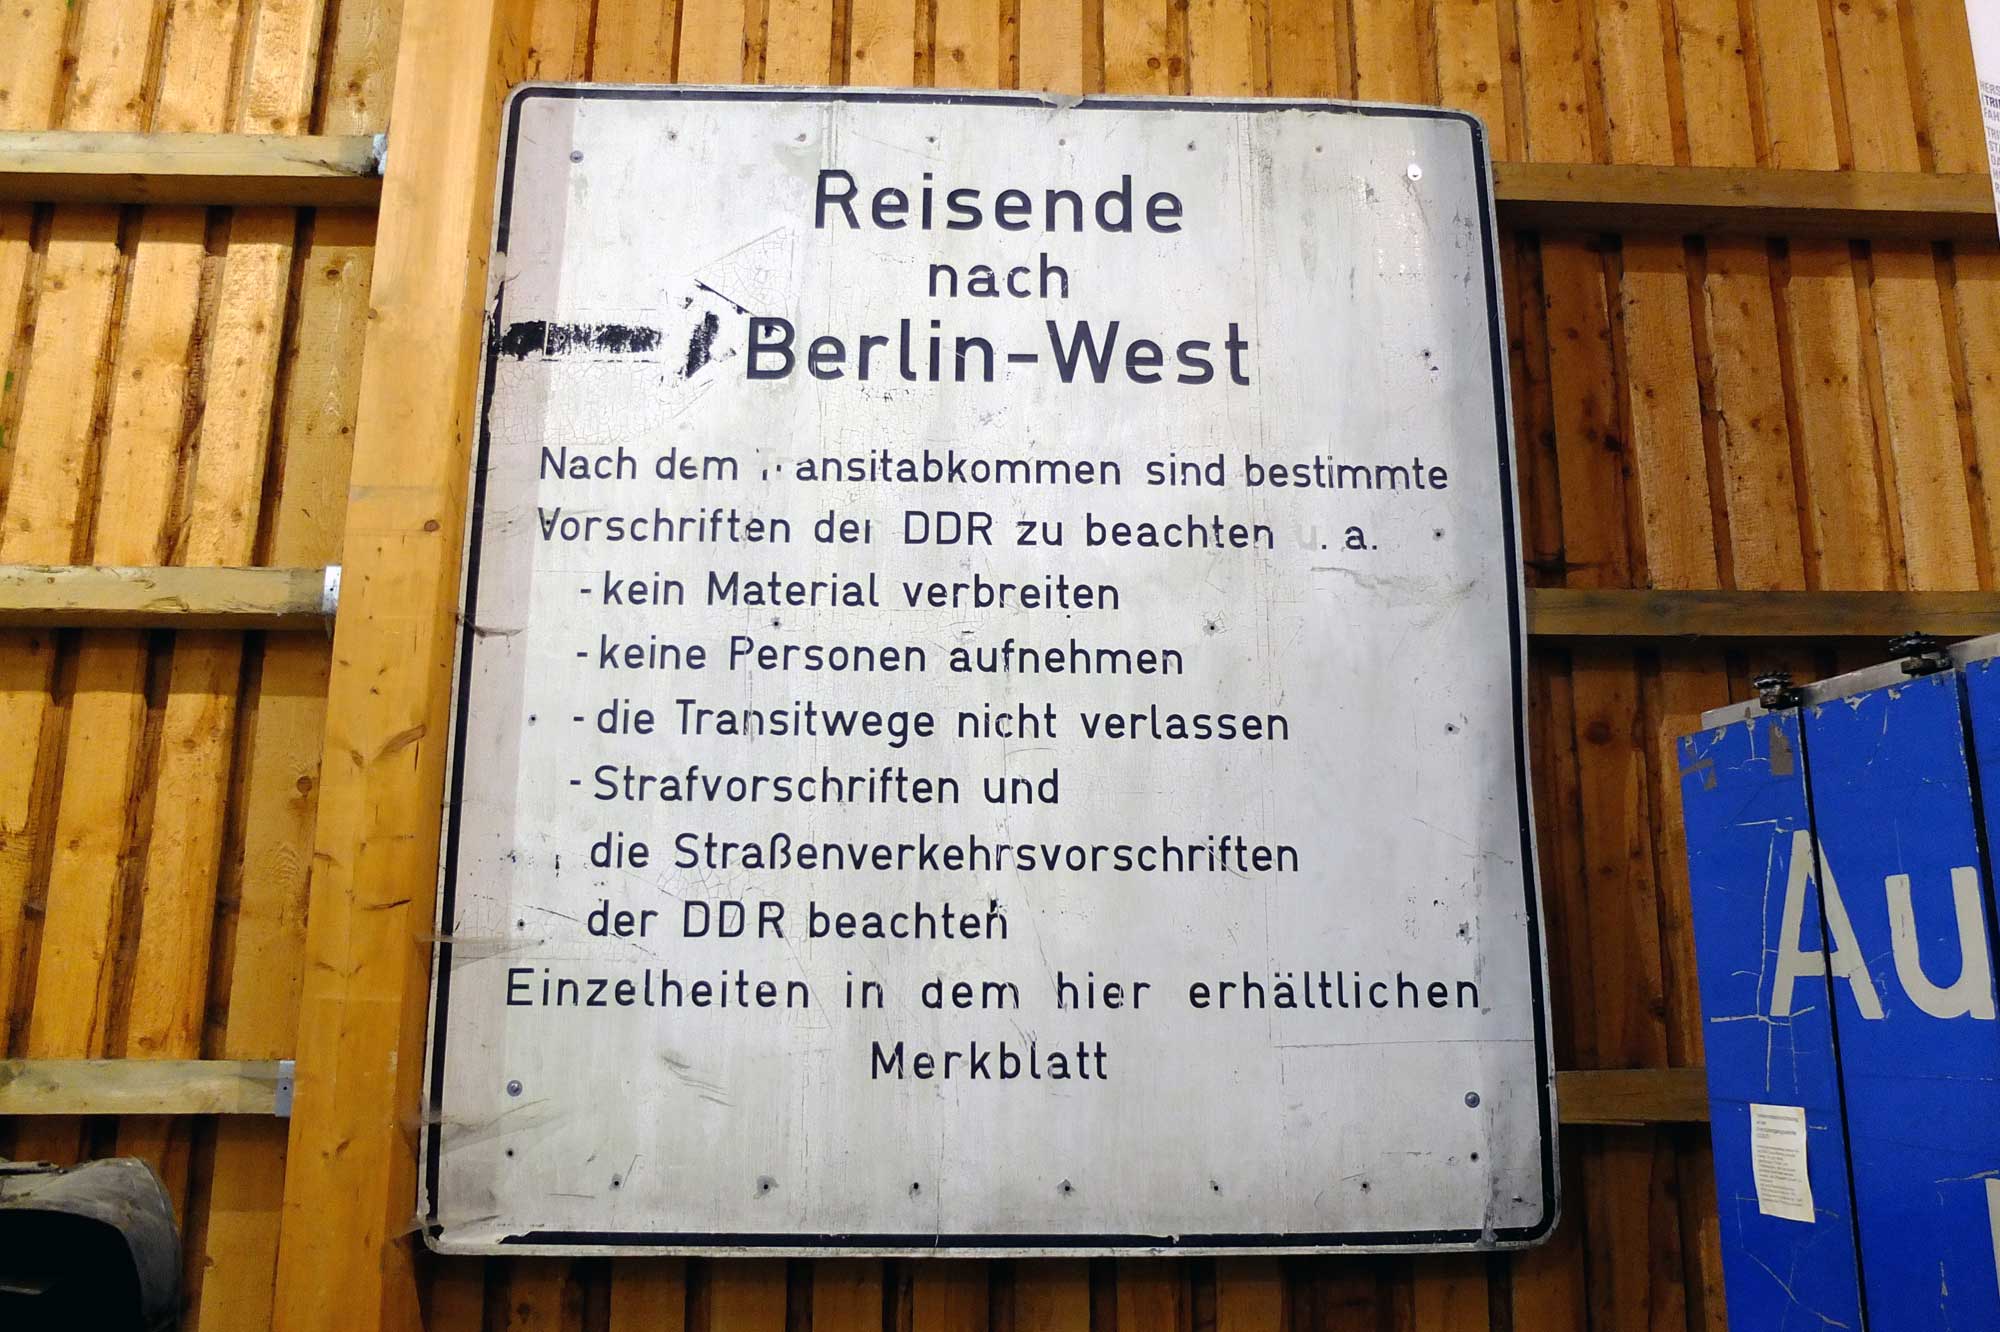 Reisende
nach
Berlin-West
Nach dem Transitabkommen sind bestimmte
Vorschriften der DDR zu beachten u. a.
-kein Material verbreiten
-keine Personen aufnehmen
-die Transitwege nicht verlassen
-Strafvorschriften und
die Straßenverkehrsvorschriften
der DDR beachten
Einzelheiten in dem hier erhältlichen
Merkblatt
Au